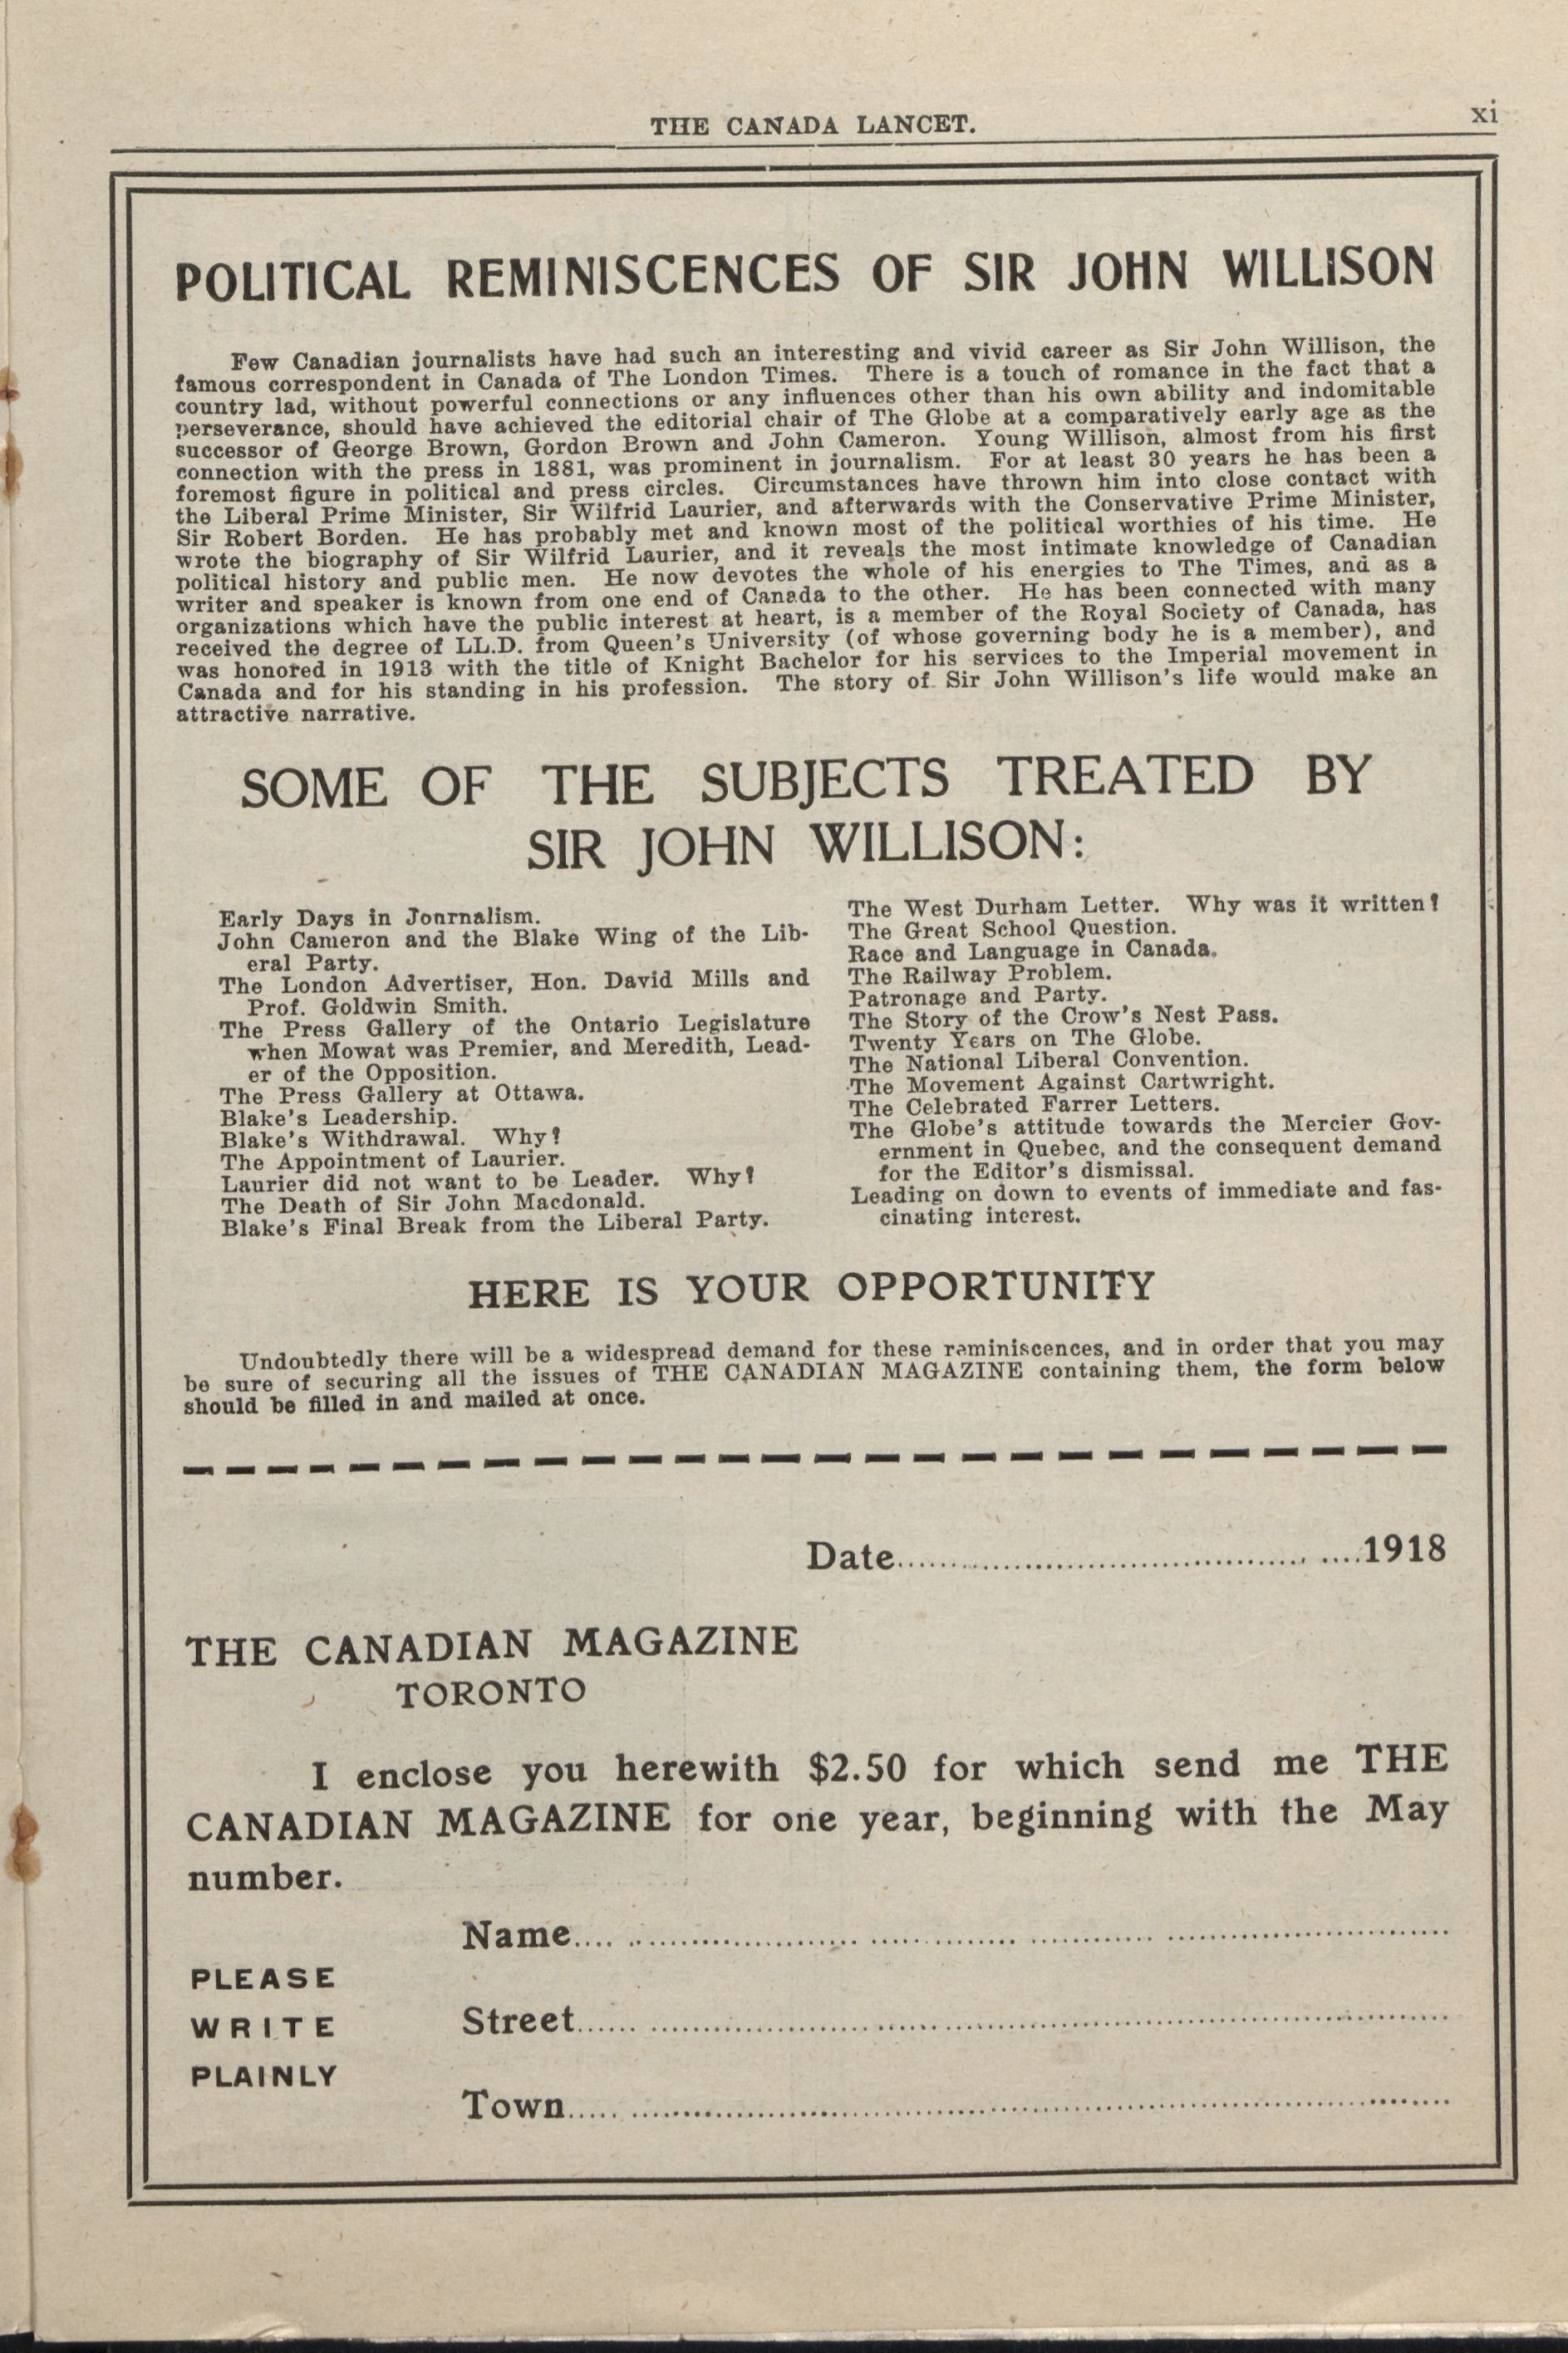 THE CANADA LANCET.
xi
POLITICAL REMINISCENCES OF SIR JOHN WILLISON
Few Canadian journalists have had such an interesting and vivid career as Sir John Willison, the
famous correspondent in Canada of The London Times. There is a touch of romance in the fact that a
country lad, without powerful connections or any influences other than his own ability and indomitable
perseverance, should have achieved the editorial chair of The Globe at a comparatively early age as the
successor of George Brown, Gordon Brown and John Cameron. Young Willison, almost from his first
connection with the press in 1881, was prominent in journalism. For at least 30 years he has been a
foremost figure in political and press circles. Circumstances have thrown him into close contact with
the Liberal Prime Minister, Sir Wilfrid Laurier, and afterwards with the Conservative Prime Minister,
Sir Robert Borden. He has probably met and known most of the political worthies of his time. He
wrote the biography of Sir Wilfrid Laurier, and it reveals the most intimate knowledge of Canadian
political history and public men. He now devotes the whole of his energies to The Times, and as a
writer and speaker is known from one end of Canada to the other. He has been connected with many
organizations which have the public interest at heart, is a member of the Royal Society of Canada, has
received the degree of LL.D. from Queen's University (of whose governing body he is a member), and
was honored in 1913 with the title of Knight Bachelor for his services to the Imperial movement in
Canada and for his standing in his profession. The story of Sir John Willison's life would make an
attractive narrative.
SOME OF THE SUBJECTS TREATED BY
SIR JOHN WILLISON:
Early Days in Jonrnalism.
John Cameron and the Blake Wing of the Lib-
eral Party.
The London Advertiser, Hon. David Mills and
Prof. Goldwin Smith.
The Press Gallery of the Ontario Legislature
when Mowat was Premier, and Meredith, Lead-
er of the Opposition.
The Press Gallery at Ottawa.
Blake's Leadership.
Blake's Withdrawal. Why?
The Appointment of Laurier.
Laurier did not want to be Leader. Why?
The Death of Sir John Macdonald.
Blake's Final Break from the Liberal Party.
The West Durham Letter. Why was it written?
The Great School Question.
Race and Language in Canada.
The Railway Problem.
Patronage and Party.
The Story of the Crow's Nest Pass.
Twenty Years on The Globe.
The National Liberal Convention.
The Movement Against Cartwright.
The Celebrated Farrer Letters.
The Globe's attitude towards the Mercier Gov-
ernment in Quebec, and the consequent demand
for the Editor's dismissal.
Leading on down to events of immediate and fas-
cinating interest.
HERE IS YOUR OPPORTUNITY
Undoubtedly there will be a widespread demand for these reminiscences, and in order that you may
be sure of securing all the issues of THE CANADIAN MAGAZINE containing them, the form below
should be filled in and mailed at once.
Date..............................................1918
THE CANADIAN MAGAZINE
TORONTO
I enclose you herewith $2.50 for which send me THE
CANADIAN MAGAZINE for one year, beginning with the May
number.
Name..............................................
PLEASE
WRITE
PLAINLY
Street..............................................
Town..............................................